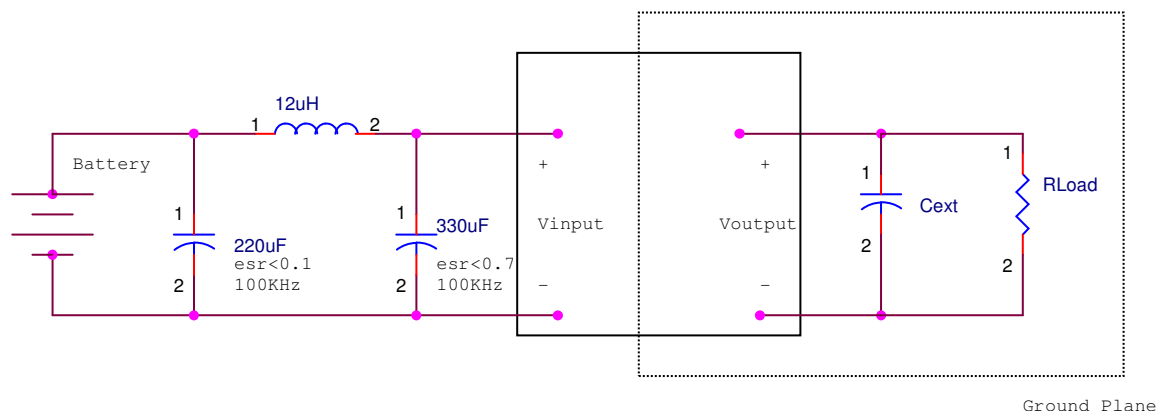 12uH
1 2
Battery
+ +
1 RLoad
1 1 1
Cext
Vinput Voutput
330uF
220uF
esr<0.1 esr<0.7
2
2
100KHz 100KHz
2 2
- -
Ground Plane